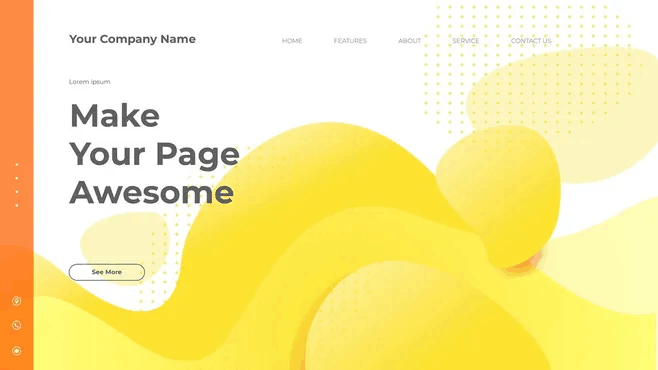 Your Company Name
HOME FEATURES ABOUT SERVICE CONTACT US
Lorem ipsum
Make
Your Page
Awesome
See More